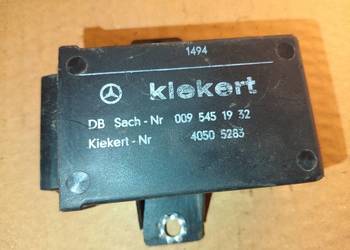 1494
kiekert
DB Sach-Nr 009 545 19 32
Kiekert-Nr 4050 5283